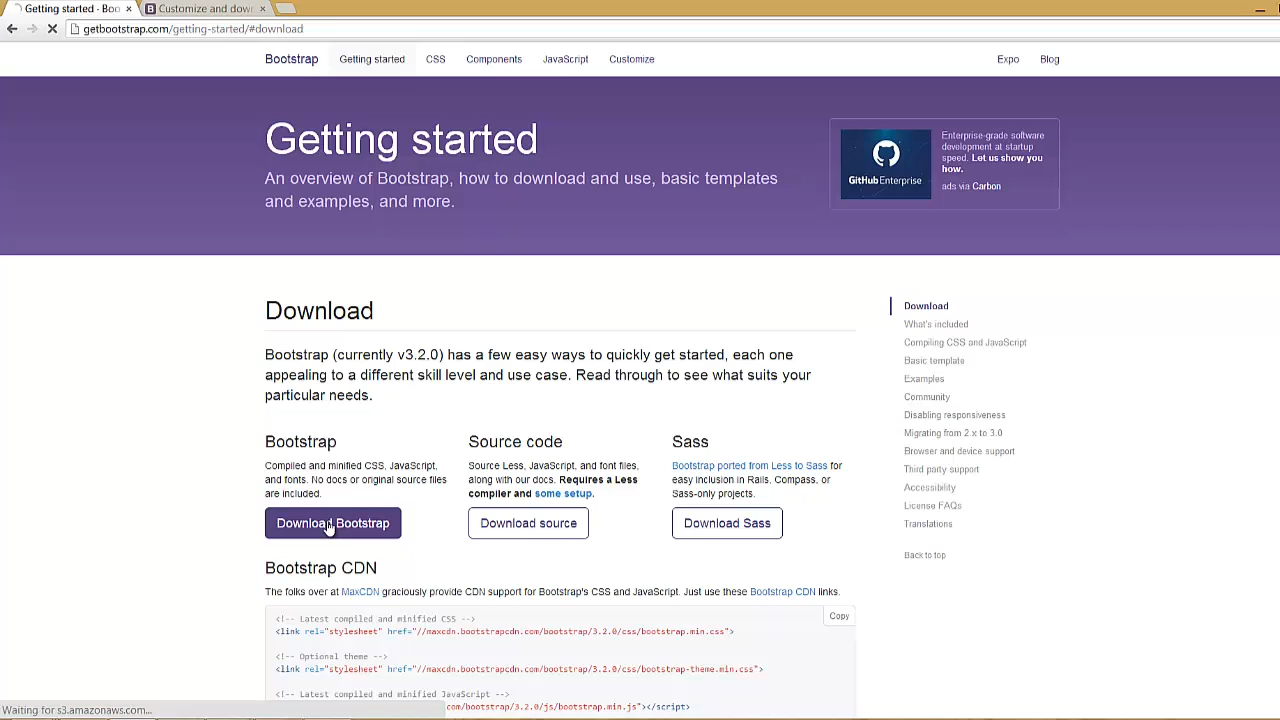 Getting started · Boo
Customize and dow
getbootstrap.com/getting-started/#download
Bootstrap Getting started CSS Components JavaScript Customize Expo Blog
Getting started
An overview of Bootstrap, how to download and use, basic templates
and examples, and more.
GitHub Enterprise
Enterprise-grade software
development at startup
speed. Let us show you
how.
ads via Carbon
Download
Bootstrap (currently v3.2.0) has a few easy ways to quickly get started, each one
appealing to a different skill level and use case. Read through to see what suits your
particular needs.
Bootstrap
Compiled and minified CSS, JavaScript,
and fonts. No docs or original source files
are included.
Download Bootstrap
Source code
Source Less, JavaScript, and font files,
along with our docs. Requires a Less
compiler and some setup.
Download source
Sass
Bootstrap ported from Less to Sass for
easy inclusion in Rails, Compass, or
Sass-only projects.
Download Sass
Bootstrap CDN
The folks over at MaxCDN graciously provide CDN support for Bootstrap's CSS and JavaScript. Just use these Bootstrap CDN links.
Copy
<!-- Latest compiled and minified CSS -->
<link rel="stylesheet" href="//maxcdn.bootstrapcdn.com/bootstrap/3.2.0/css/bootstrap.min.css">
<!-- Optional theme -->
<link rel="stylesheet" href="//maxcdn.bootstrapcdn.com/bootstrap/3.2.0/css/bootstrap-theme.min.css">
<!-- Latest compiled and minified JavaScript -->
com/bootstrap/3.2.0/js/bootstrap.min.js"></script>
Download
What's included
Compiling CSS and JavaScript
Basic template
Examples
Community
Disabling responsiveness
Migrating from 2.x to 3.0
Browser and device support
Third party support
Accessibility
License FAQs
Translations
Back to top
Waiting for s3.amazonaws.com...